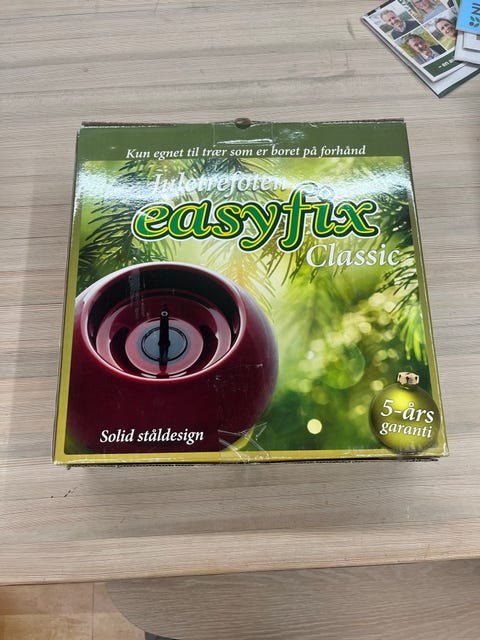 Kun egnet til trær som er boret på forhånd
Juletrefoten
easyfix
Classic
Solid ståldesign
5-års
garanti